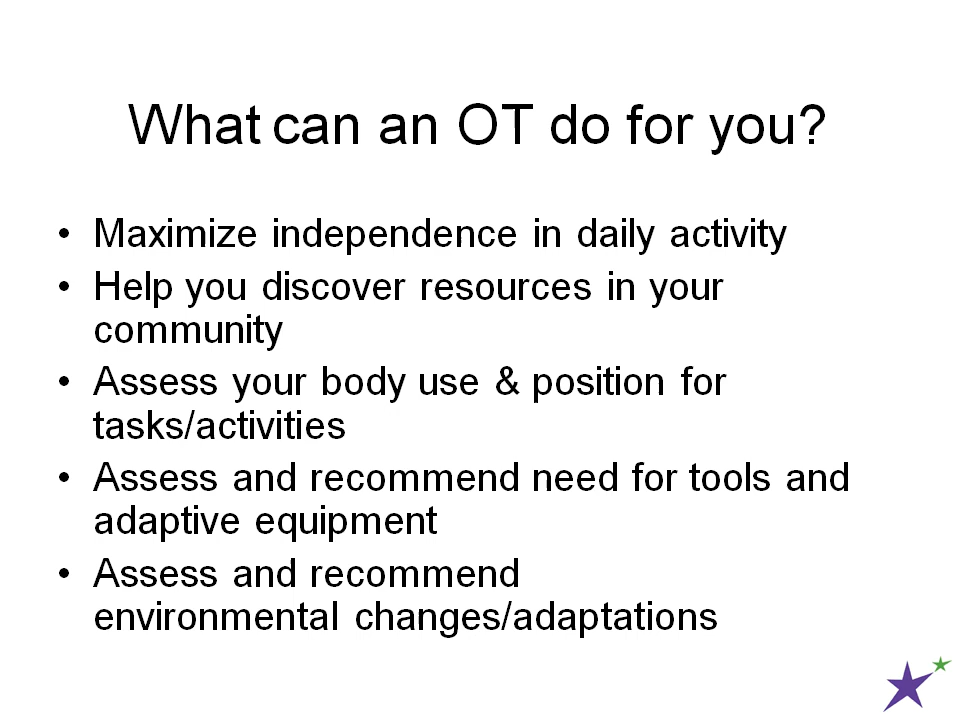 What can an OT do for you?
• Maximize independence in daily activity
• Help you discover resources in your
community
• Assess your body use & position for
tasks/activities
• Assess and recommend need for tools and
adaptive equipment
• Assess and recommend
environmental changes/adaptations